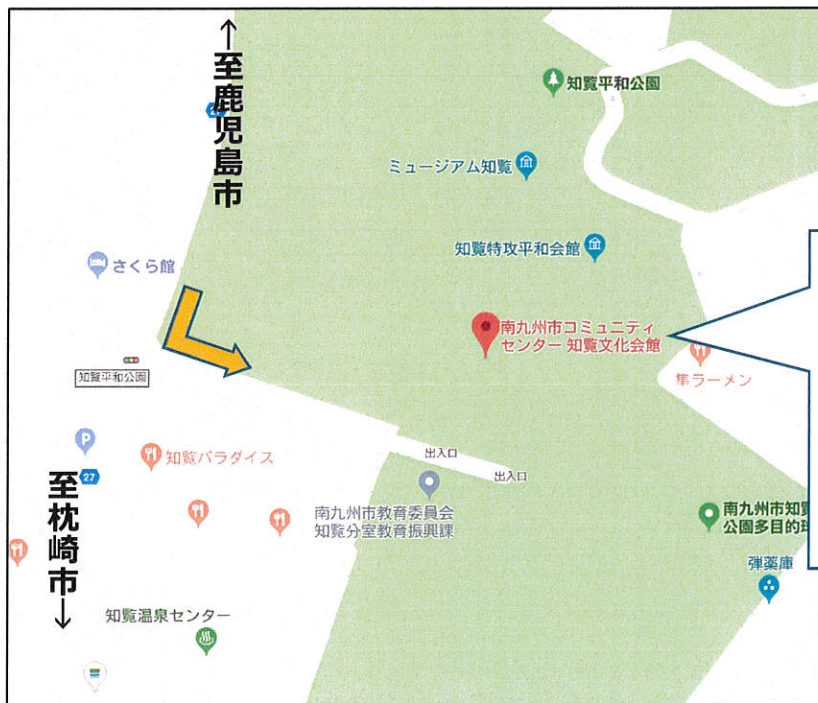 ↑至鹿児島市
知覧平和公園
ミュージアム知覧
知覧特攻平和会館
さくら館
南九州市コミュニティ
センター 知覧文化会館
知覧平和公園
隼ラーメン
P
知覧パラダイス
出入口
出入口
27
至枕崎市↓
南九州市教育委員会
知覧分室教育振興課
南九州市知覧
公園多目的球
弾薬庫
知覧温泉センター